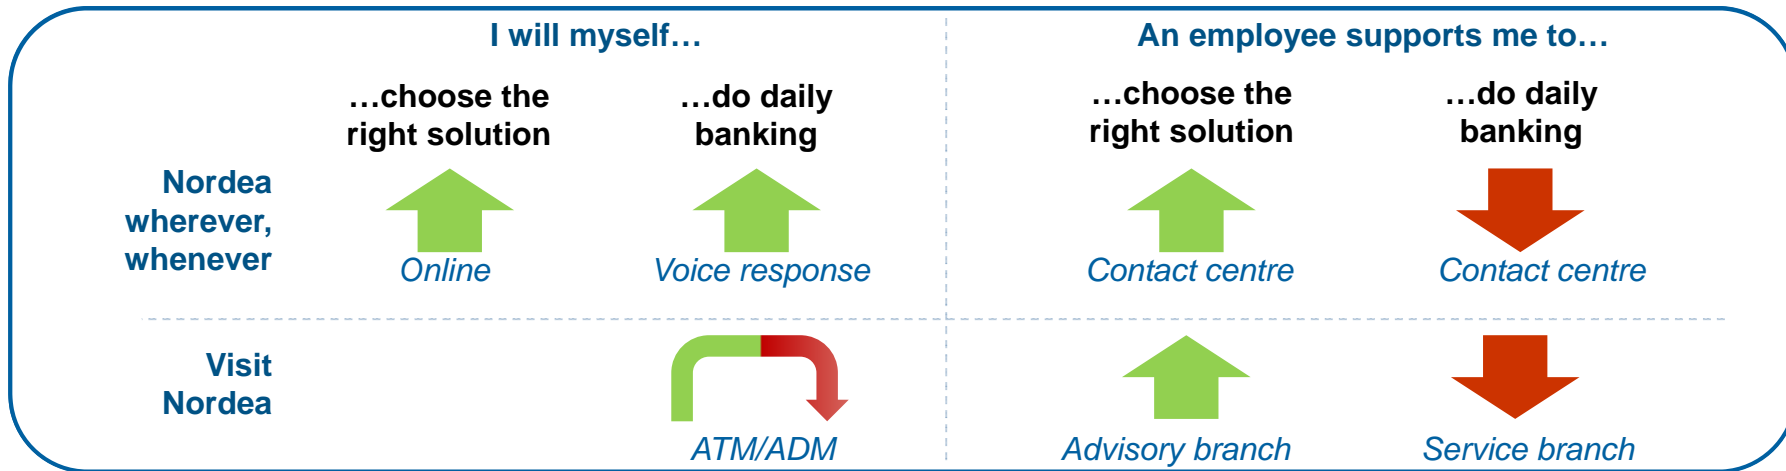 I will myself…
An employee supports me to…
…choose the
right solution
…do daily
banking
…choose the
right solution
…do daily
banking
Nordea
wherever,
whenever
Online
Voice response
Contact centre
Contact centre
Visit
Nordea
ATM/ADM
Advisory branch
Service branch